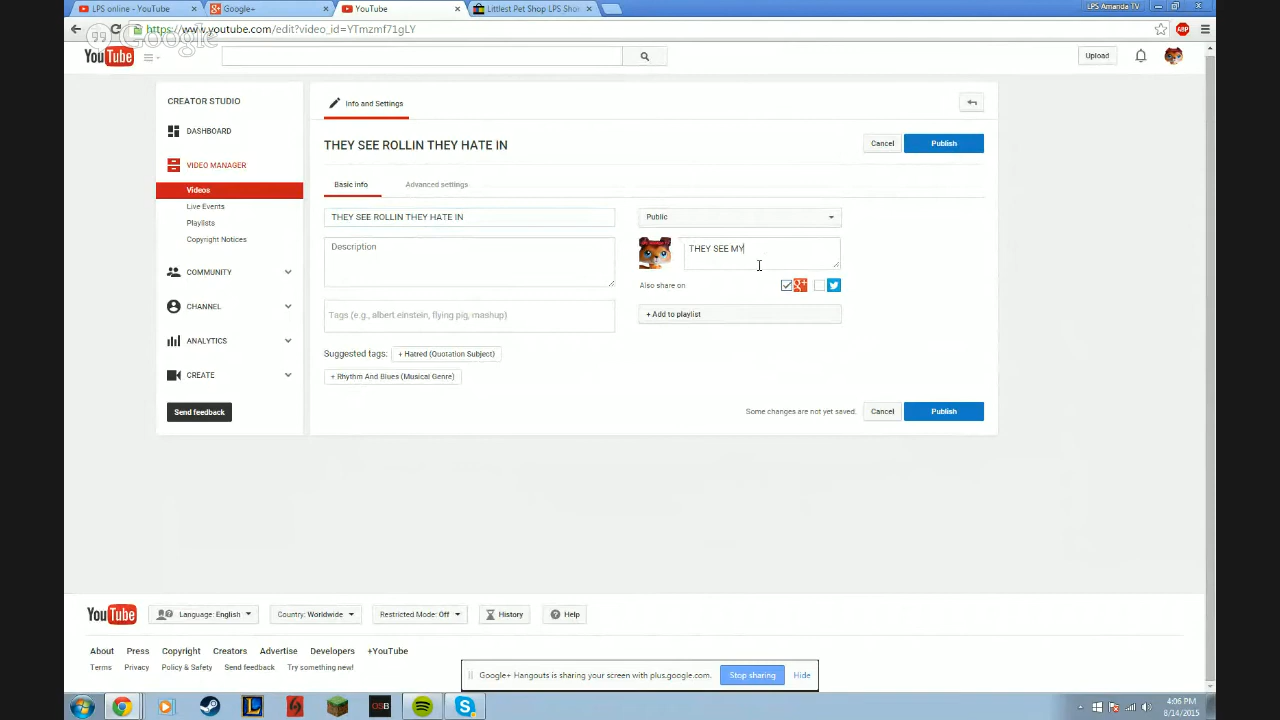 LPS online - YouTube
Google+
YouTube
Littlest Pet Shop LPS Sho
LPS Amanda TV
https://www.youtube.com/edit?video_id=YTmzmf71gLY
Google
YouTube
Upload
CREATOR STUDIO
DASHBOARD
VIDEO MANAGER
Videos
Live Events
Playlists
Copyright Notices
COMMUNITY
CHANNEL
ANALYTICS
CREATE
Send feedback
Info and Settings
THEY SEE ROLLIN THEY HATE IN
Cancel
Publish
Basic info
Advanced settings
THEY SEE ROLLIN THEY HATE IN
Public
Description
THEY SEE MY
Also share on
Tags (e.g., albert einstein, flying pig, mashup)
+ Add to playlist
Suggested tags:
+ Hatred (Quotation Subject)
+ Rhythm And Blues (Musical Genre)
Some changes are not yet saved.
Cancel
Publish
YouTube
Language: English
Country: Worldwide
Restricted Mode: Off
History
Help
About Press Copyright Creators Advertise Developers +YouTube
Terms Privacy Policy & Safety Send feedback Try something new!
Google+ Hangouts is sharing your screen with plus.google.com.
Stop sharing
Hide
4:06 PM
8/14/2015